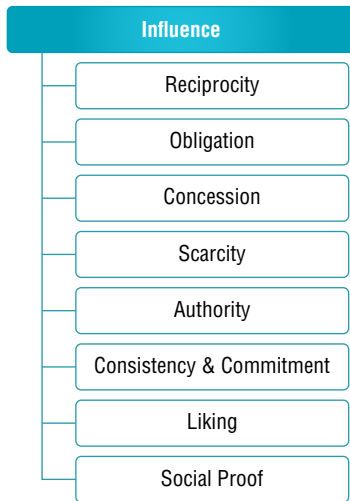 Influence
Reciprocity
Obligation
Concession
Scarcity
Authority
Consistency & Commitment
Liking
Social Proof